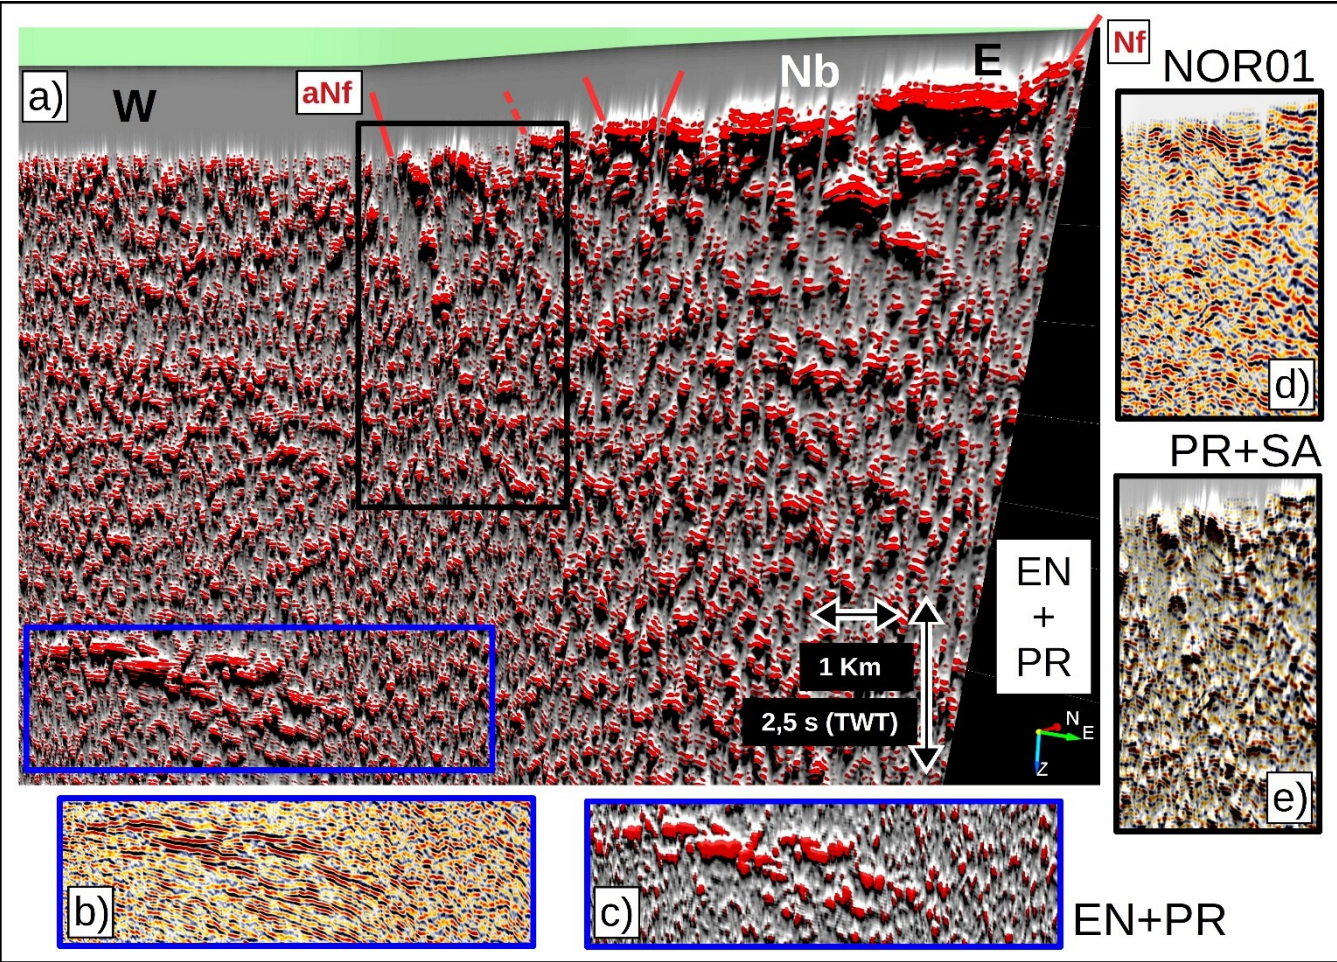 a)
W
aNf
Nb
E
Nf
NOR01
d)
PR+SA
EN
+
PR
1 Km
2,5 s (TWT)
N
E
Z
e)
b)
c)
EN+PR